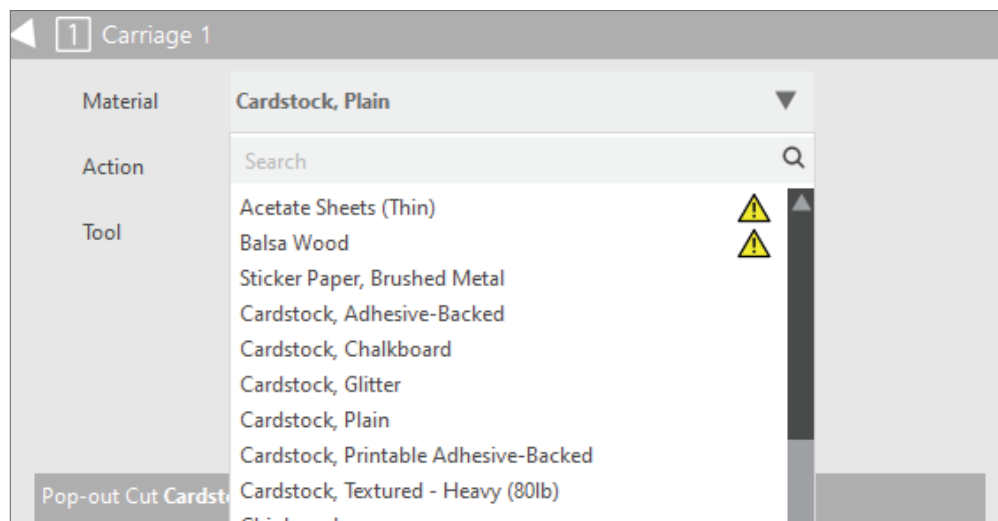 1 Carriage 1
Material Cardstock, Plain
Action Search
Acetate Sheets (Thin)
Tool Balsa Wood
Sticker Paper, Brushed Metal
Cardstock, Adhesive-Backed
Cardstock, Chalkboard
Cardstock, Glitter
Cardstock, Plain
Cardstock, Printable Adhesive-Backed
Pop-out Cut Cardst Cardstock, Textured - Heavy (80lb)